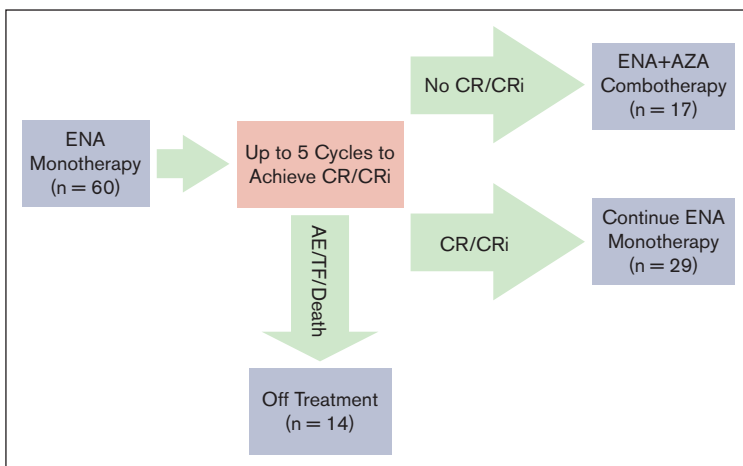 ENA
Monotherapy
(n = 60)
Up to 5 Cycles to
Achieve CR/CRi
No CR/CRi
ENA+AZA
Combotherapy
(n = 17)
CR/CRi
Continue ENA
Monotherapy
(n = 29)
AE/TF/Death
Off Treatment
(n = 14)